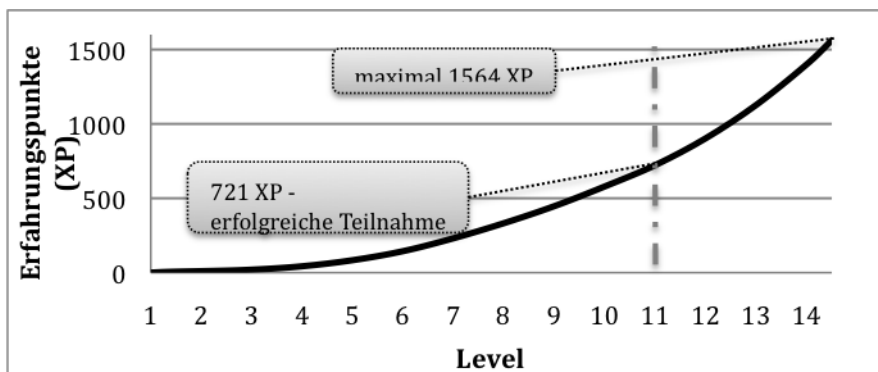 Erfahrungspunkte
(XP)
1500
1000
500
0
maximal 1564 XP
721 XP -
erfolgreiche Teilnahme
1 2 3 4 5 6 7 8 9 10 11 12 13 14
Level